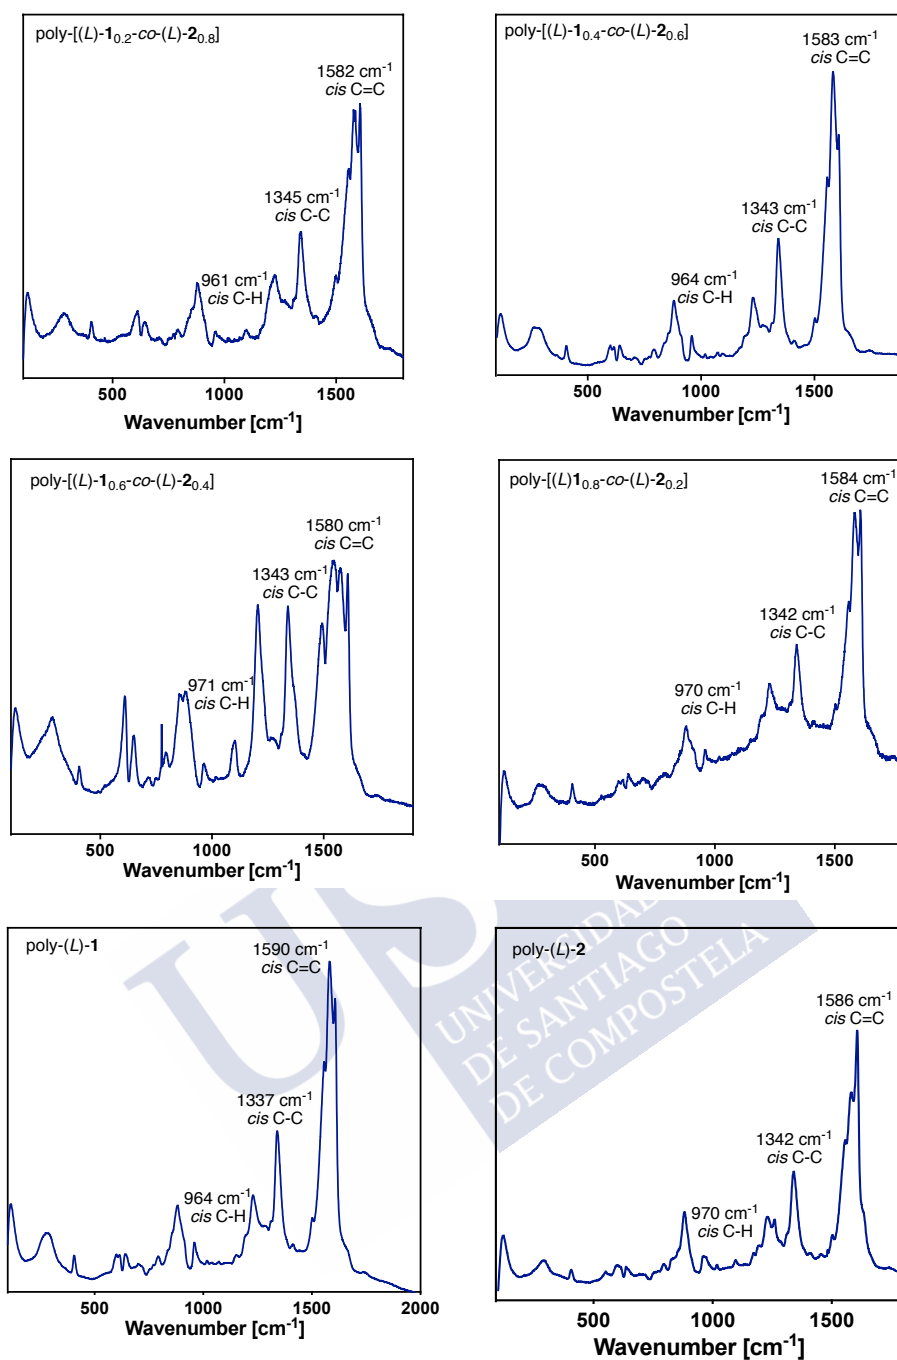 poly-[(L)-10.2-co-(L)-20.8]
1582 cm-1
cis C=C
1345 cm-1
cis C-C
961 cm-1
cis C-H
500 1000 1500
Wavenumber [cm-1]
poly-[(L)-10.4-co-(L)-20.6]
1583 cm-1
cis C=C
1343 cm-1
cis C-C
964 cm-1
cis C-H
500 1000 1500
Wavenumber [cm-1]
poly-[(L)-10.6-co-(L)-20.4]
1580 cm-1
cis C=C
1343 cm-1
cis C-C
971 cm-1
cis C-H
500 1000 1500
Wavenumber [cm-1]
poly-[(L)10.8-co-(L)-20.2]
1584 cm-1
cis C=C
1342 cm-1
cis C-C
970 cm-1
cis C-H
500 1000 1500
Wavenumber [cm-1]
poly-(L)-1
1590 cm-1
cis C=C
1337 cm-1
cis C-C
964 cm-1
cis C-H
500 1000 1500 2000
Wavenumber [cm-1]
poly-(L)-2
1586 cm-1
cis C=C
1342 cm-1
cis C-C
970 cm-1
cis C-H
500 1000 1500
Wavenumber [cm-1]
UNIVERSIDAD
DE SANTIAGO
DE COMPOSTELA